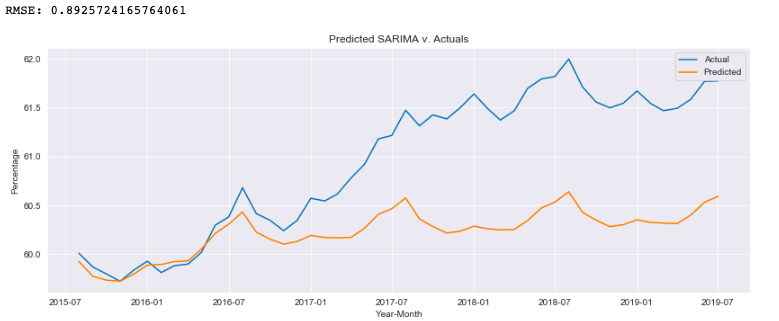 RMSE: 0.8925724165764061
Predicted SARIMA v. Actuals
Actual
Predicted
62.0
61.5
61.0
60.5
60.0
Percentage
2015-07 2016-01 2016-07 2017-01 2017-07 2018-01 2018-07 2019-01 2019-07
Year-Month